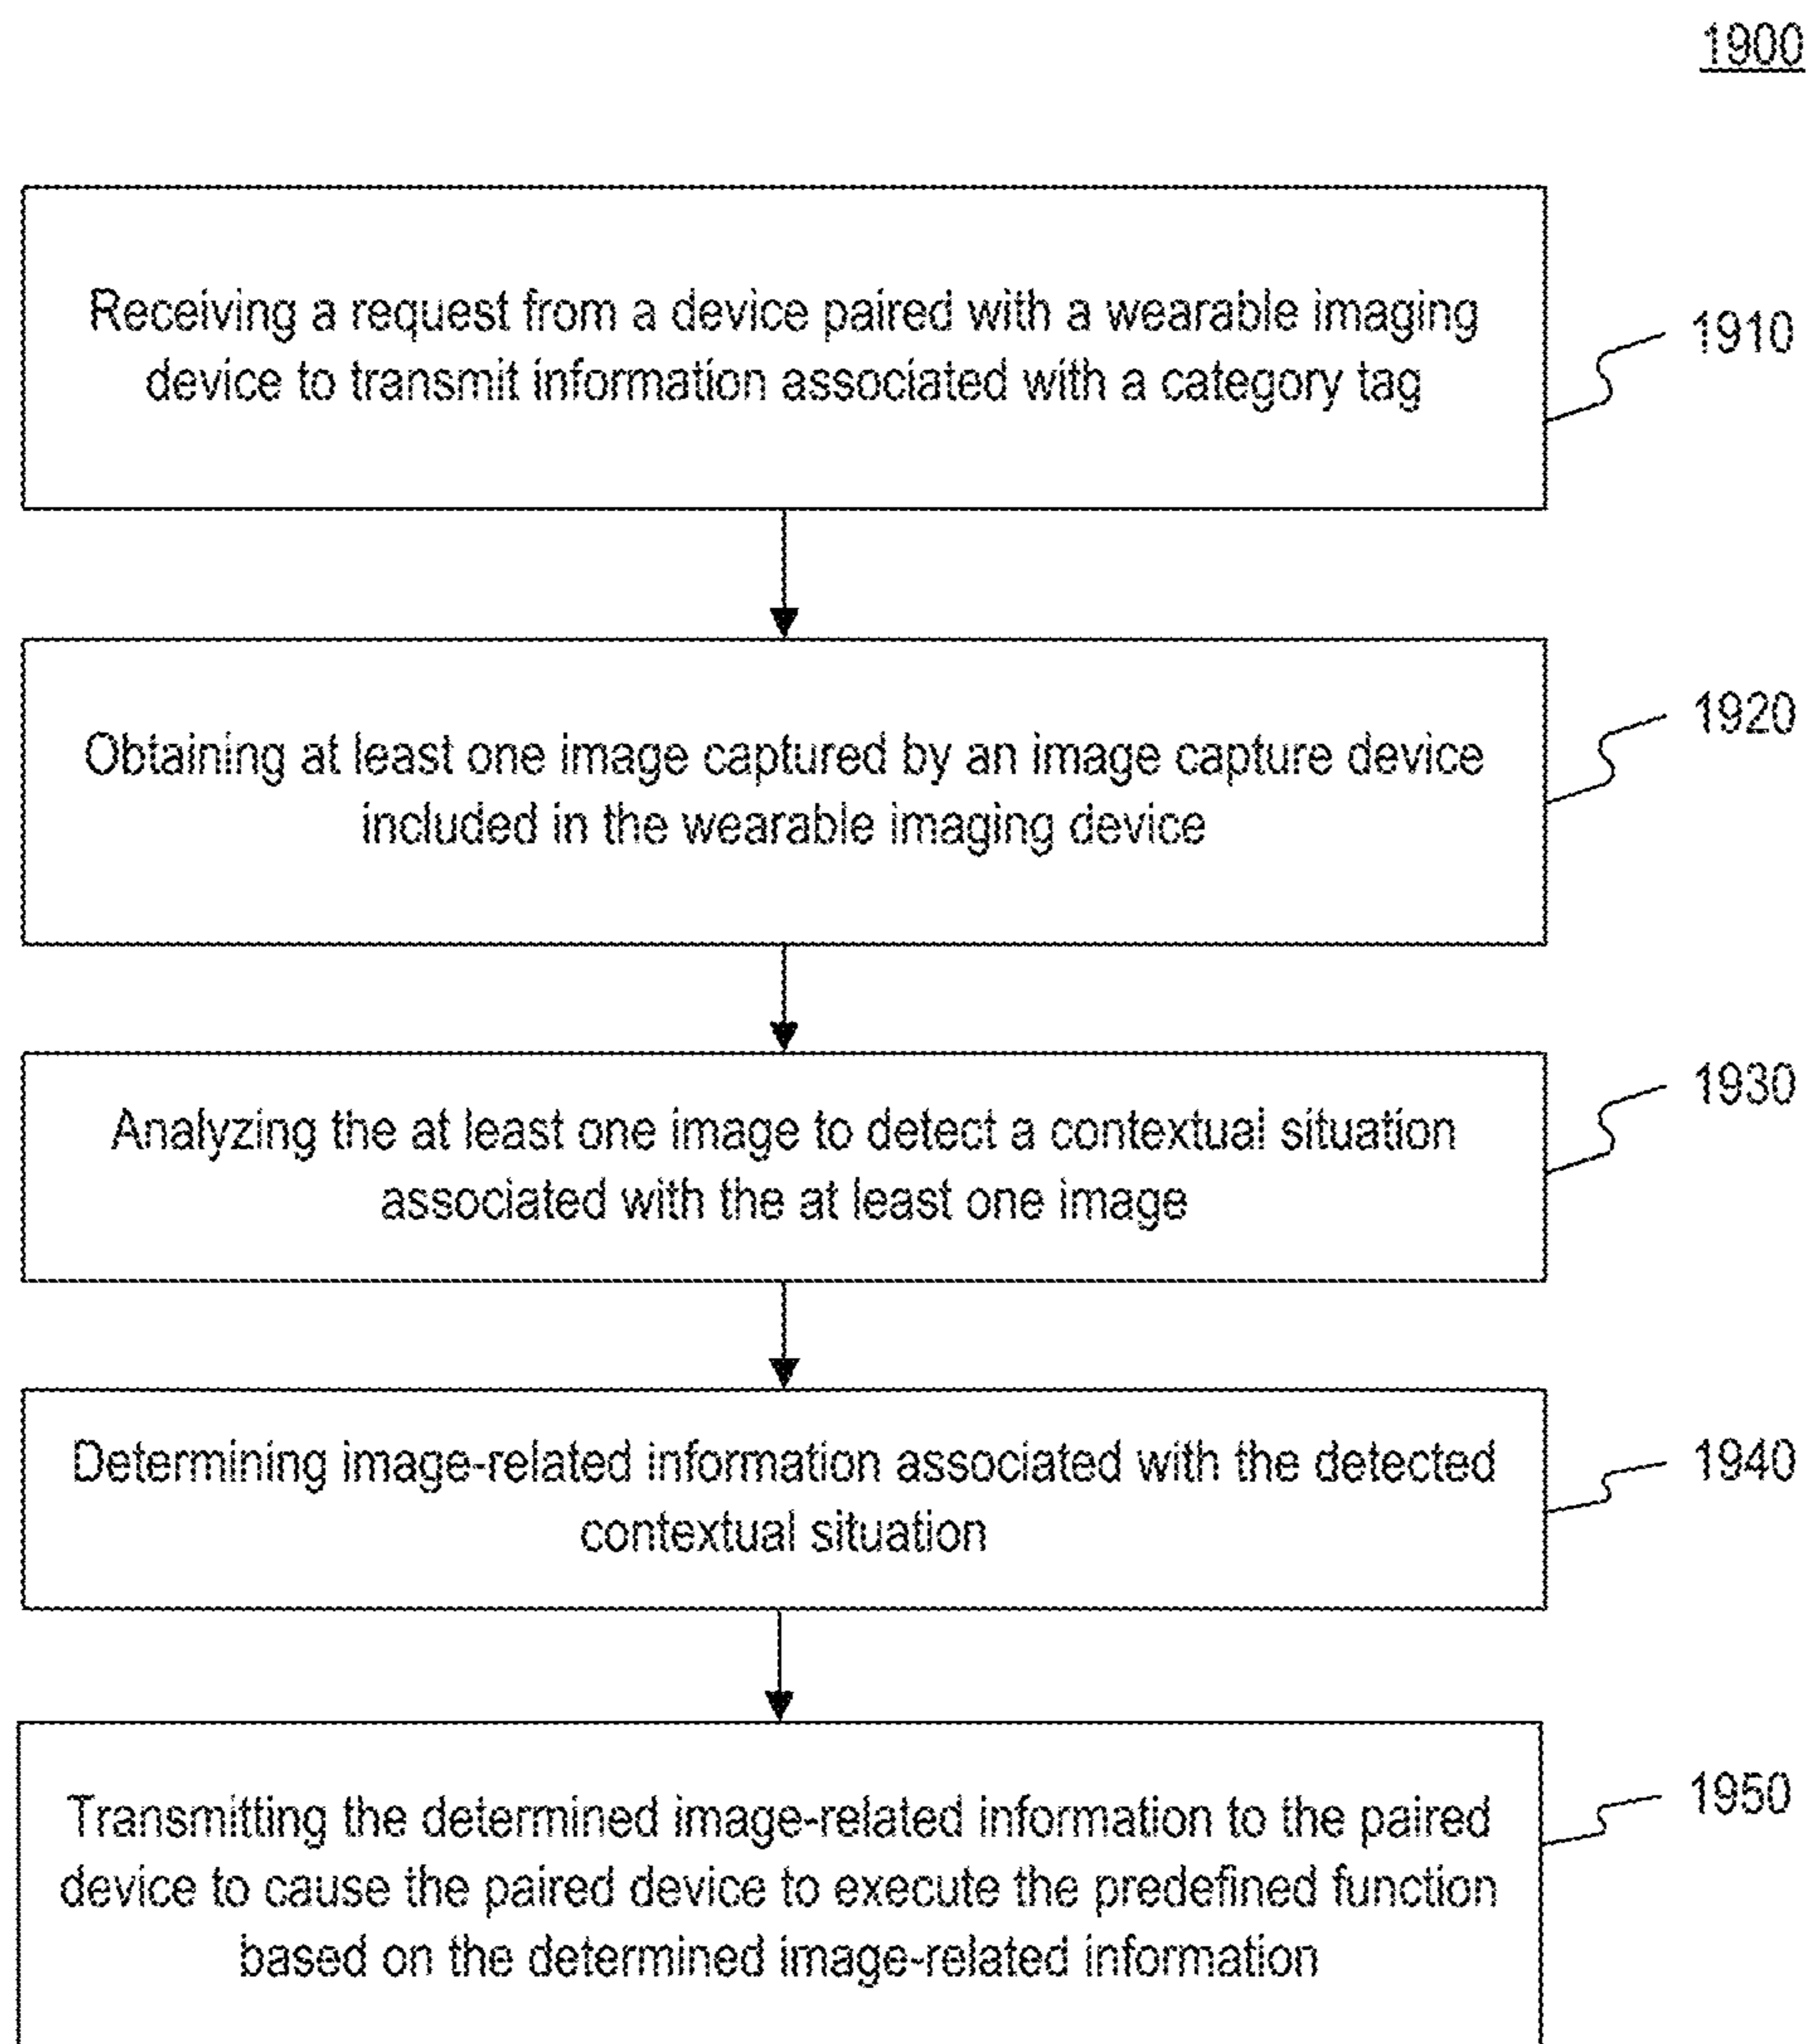 1900
Receiving a request from a device paired with a wearable imaging
device to transmit information associated with a category tag
1910
Obtaining at least one image captured by an image capture device
included in the wearable imaging device
1920
Analyzing the at least one image to detect a contextual situation
associated with the at least one image
1930
Determining image-related information associated with the detected
contextual situation
1940
Transmitting the determined image-related information to the paired
device to cause the paired device to execute the predefined function
based on the determined image-related information
1950